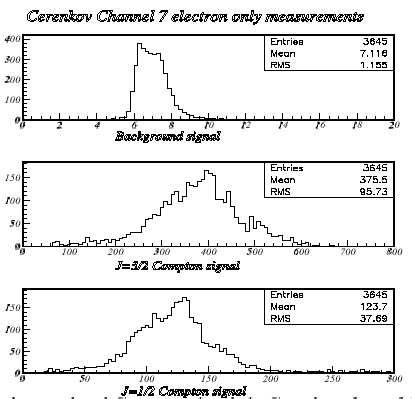 Cerenkov Channel 7 electron only measurements
Entries 3645
Mean 7.116
RMS 1.155
400
300
200
100
0
0 2 4 6 8 10 12 14 16 18 20
Background signal
Entries 3645
Mean 375.5
RMS 95.73
150
100
50
0
0 100 200 300 400 500 600 700 800
J=3/2 Compton signal
Entries 3645
Mean 123.7
RMS 37.69
150
100
50
0
0 50 100 150 200 250 300
J=1/2 Compton signal